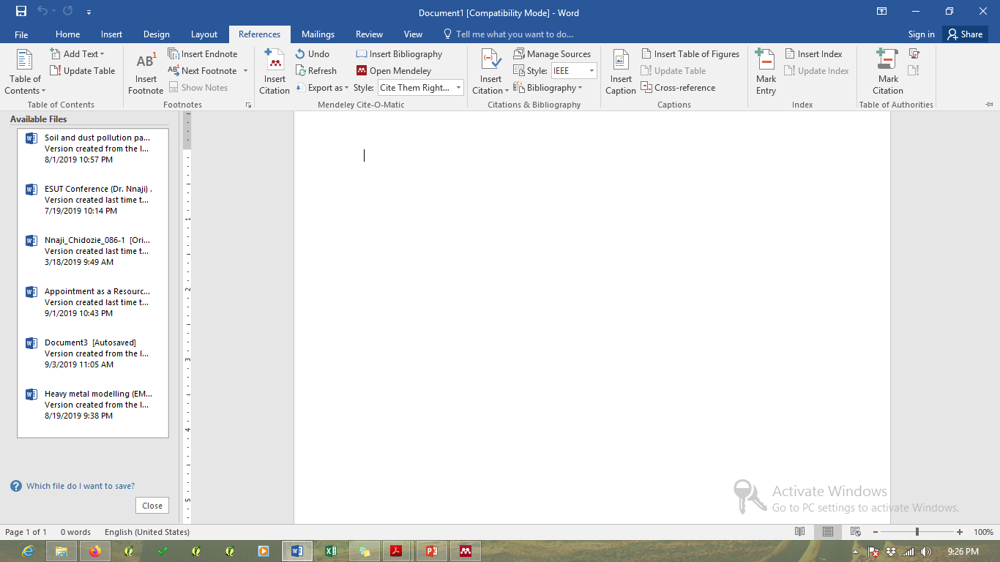 Document1 [Compatibility Mode] - Word
File Home Insert Design Layout References Mailings Review View Tell me what you want to do... Sign in Share
Table of Contents
Add Text
Update Table
Table of Contents
AB1
Insert Footnote
Insert Endnote
AB1 Next Footnote
Show Notes
Footnotes
Insert Citation
Undo
Refresh
Export as
Insert Bibliography
Open Mendeley
Style: Cite Them Right...
Mendeley Cite-O-Matic
Insert Citation
Manage Sources
Style: IEEE
Bibliography
Citations & Bibliography
Insert Caption
Insert Table of Figures
Update Table
Cross-reference
Captions
Mark Entry
Insert Index
Update Index
Index
Mark Citation
Table of Authorities
Available Files
Soil and dust pollution pa...
Version created from the l...
8/1/2019 10:57 PM
ESUT Conference (Dr. Nnaji) .
Version created last time t...
7/19/2019 10:14 PM
Nnaji_Chidozie_086-1 [Ori...
Version created last time t...
3/18/2019 9:49 AM
Appointment as a Resourc...
Version created last time t...
9/1/2019 10:43 PM
Document3 [Autosaved]
Version created from the l...
9/3/2019 11:05 AM
Heavy metal modelling (EM...
Version created from the l...
8/19/2019 9:38 PM
Which file do I want to save?
Close
1
2
3
4
5
Activate Windows
Go to PC settings to activate Windows.
Page 1 of 1 0 words English (United States) 100%
9:26 PM